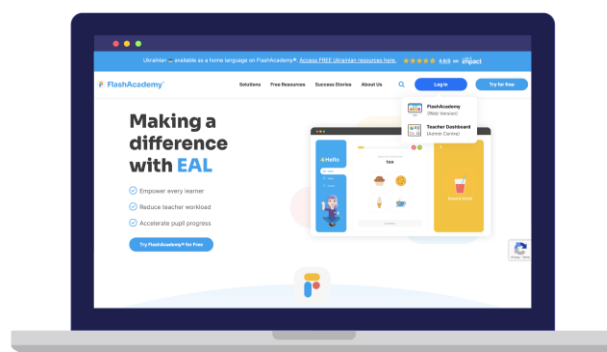 Ukrainian available as a home language on FlashAcademy®. Access FREE Ukrainian resources here. 4.8/5 on impact
FlashAcademy®
Solutions Free Resources Success Stories About Us Log in Try for free
FlashAcademy
(Web Version)
Teacher Dashboard
(Admin Centre)
Making a
difference
with EAL
Empower every learner
Reduce teacher workload
Accelerate pupil progress
Try FlashAcademy® for Free
Hello
tea